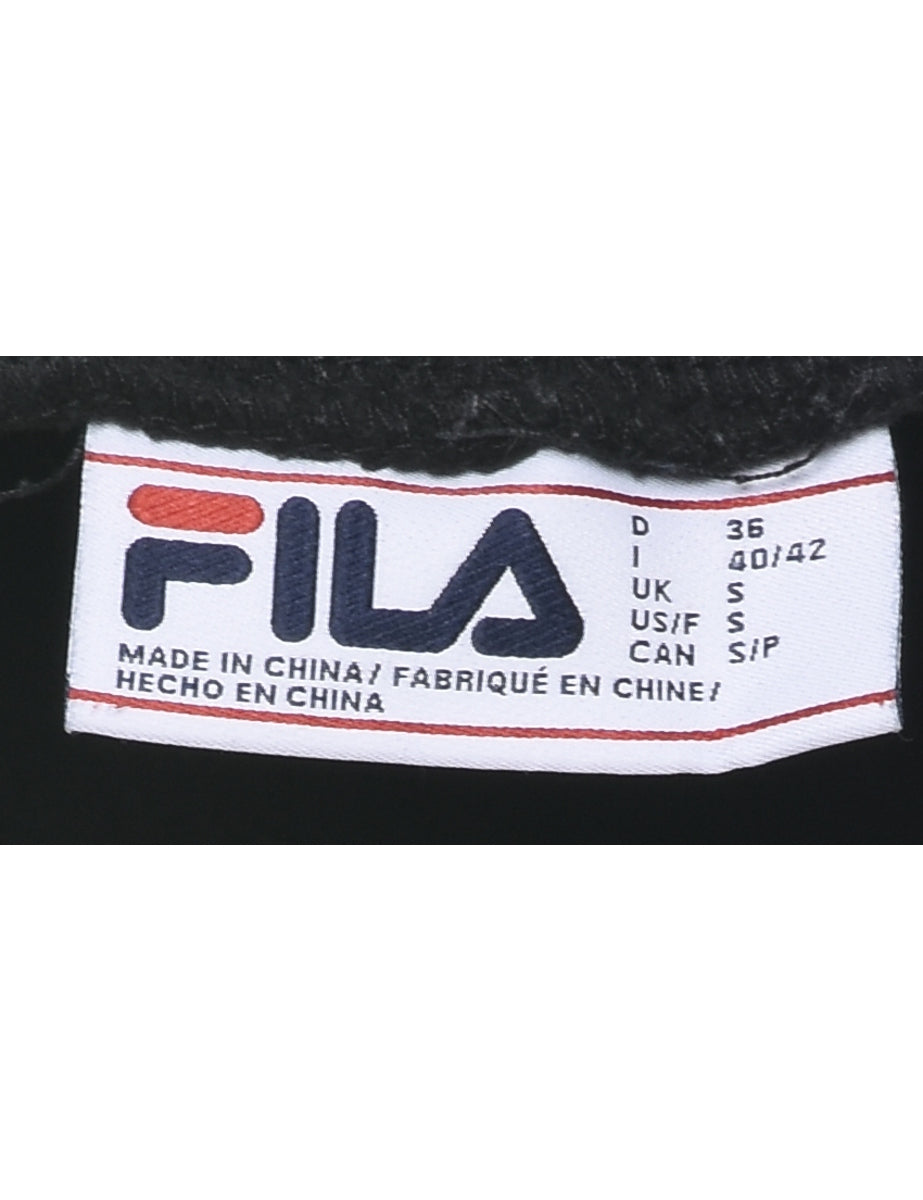 FILA
D 36
I 40/42
UK S
US/F S
CAN S/P
MADE IN CHINA/ FABRIQUÉ EN CHINE/
HECHO EN CHINA